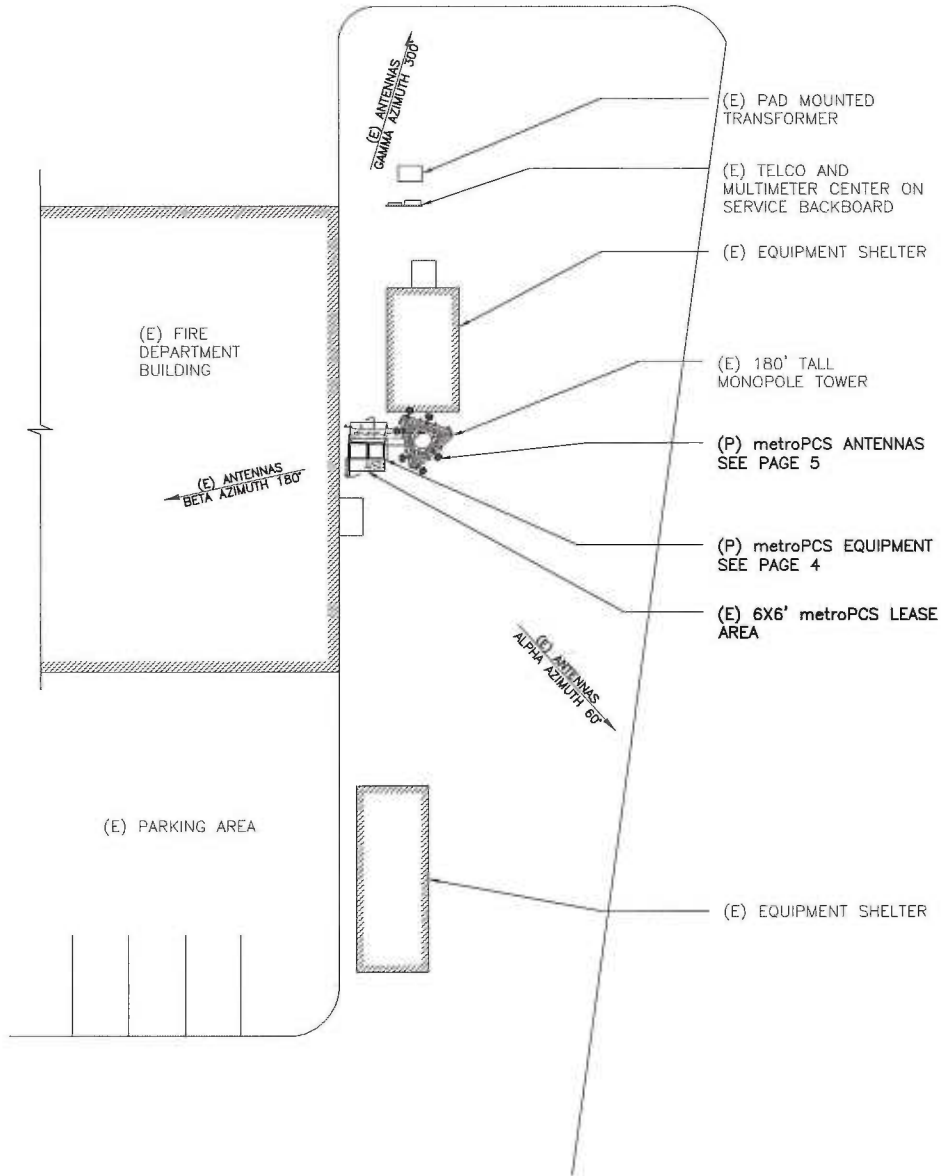 (E) ANTENNAS
GAMMA AZIMUTH 300°
(E) PAD MOUNTED
TRANSFORMER
(E) TELCO AND
MULTIMETER CENTER ON
SERVICE BACKBOARD
(E) EQUIPMENT SHELTER
(E) FIRE
DEPARTMENT
BUILDING
(E) 180' TALL
MONOPOLE TOWER
(P) metroPCS ANTENNAS
SEE PAGE 5
(E) ANTENNAS
BETA AZIMUTH 180°
(P) metroPCS EQUIPMENT
SEE PAGE 4
(E) 6X6' metroPCS LEASE
AREA
(E) ANTENNAS
ALPHA AZIMUTH 60°
(E) PARKING AREA
(E) EQUIPMENT SHELTER